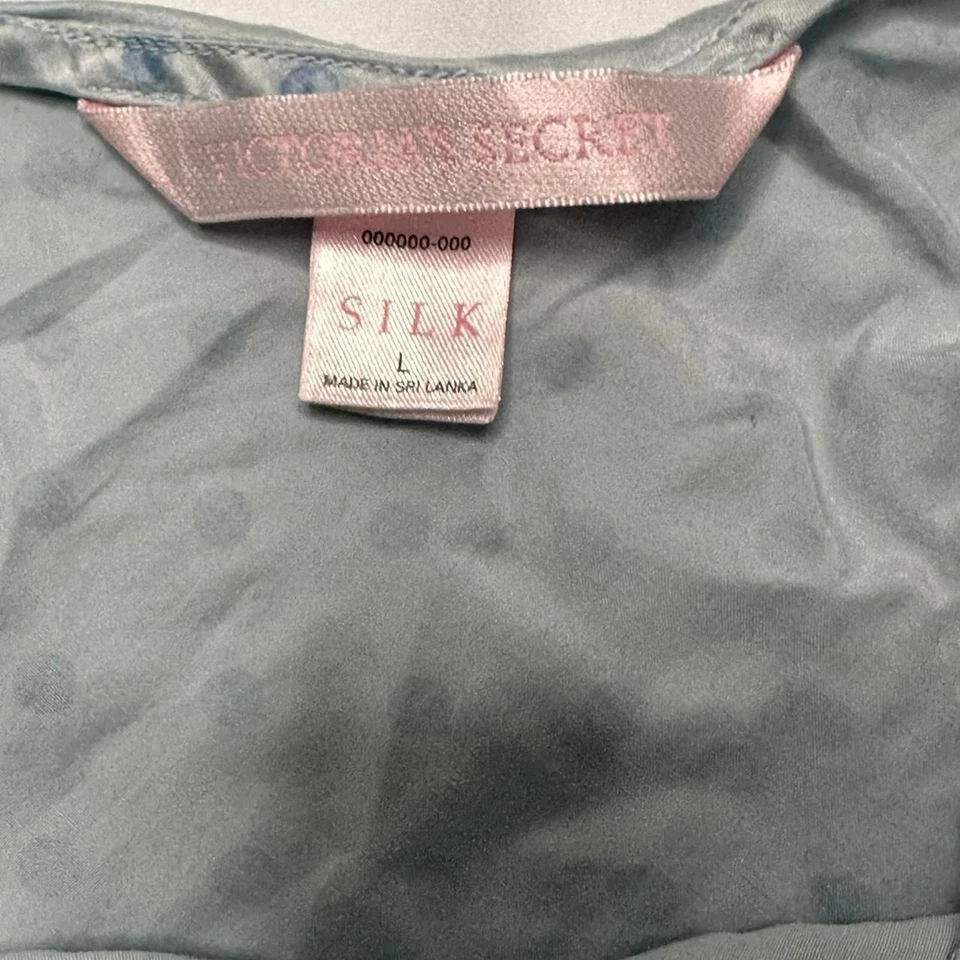 VICTORIA'S SECRET
000000-000
SILK
L
MADE IN SRI LANKA